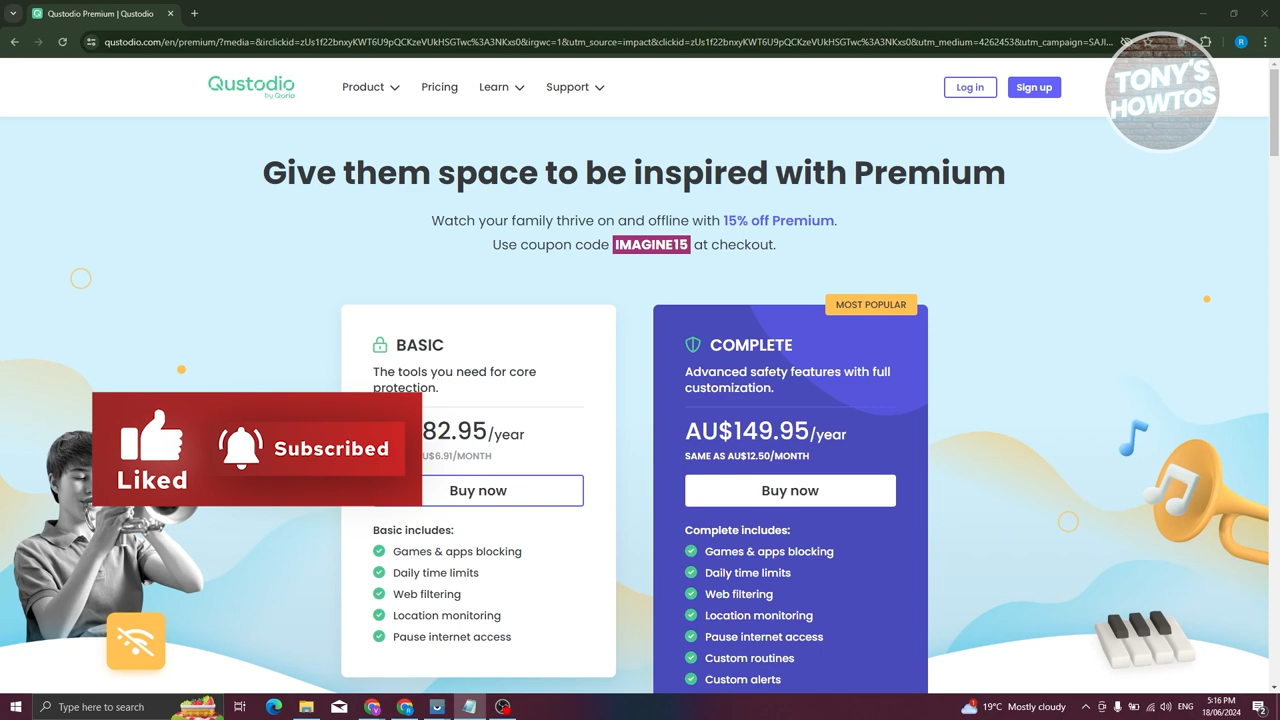 Qustodio Premium | Qustodio
qustodio.com/en/premium/?media=&irclickid=zUs1f22bnxyKWT6U9pQCKzeVUkHSGTwc%3A3NKxs0&irgwc=1&utm_source=impact&clickid=zUs1f22bnxyKWT6U9pQCKzeVUkHSGTwc%3A3NKxs0&utm_medium=4262453&utm_campaign=SAJI...
R
Qustodio
by Qoria
Product
Pricing
Learn
Support
Log in
Sign up
TONY'S
HOWTOS
Give them space to be inspired with Premium
Watch your family thrive on and offline with 15% off Premium.
Use coupon code IMAGINE15 at checkout.
BASIC
The tools you need for core
protection.
82.95/year
U$6.91/MONTH
Buy now
Basic includes:
Games & apps blocking
Daily time limits
Web filtering
Location monitoring
Pause internet access
MOST POPULAR
COMPLETE
Advanced safety features with full
customization.
AU$149.95/year
SAME AS AU$12.50/MONTH
Buy now
Complete includes:
Games & apps blocking
Daily time limits
Web filtering
Location monitoring
Pause internet access
Custom routines
Custom alerts
Liked
Subscribed
Type here to search
19°C Mostly cloudy
5:16 PM
18/06/2024
2